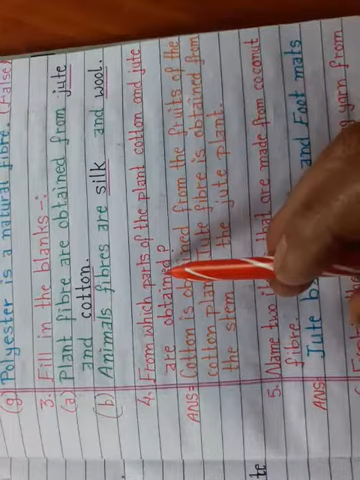 (g) Polyester is a natural fibre. (False)
3. Fill in the blanks-:
(a) Plant fibre are obtained from jute
and cotton.
(b) Animals fibres are silk and wool.
4. From which parts of the plant cotton and jute
are obtained?
ANS= Cotton is from the fruits of the
cotton fibre is obtained from
the stem the jute plant.
5. Name two that are made from coconut
fibre.
ANS Jute and Foot mats
yarn from
te